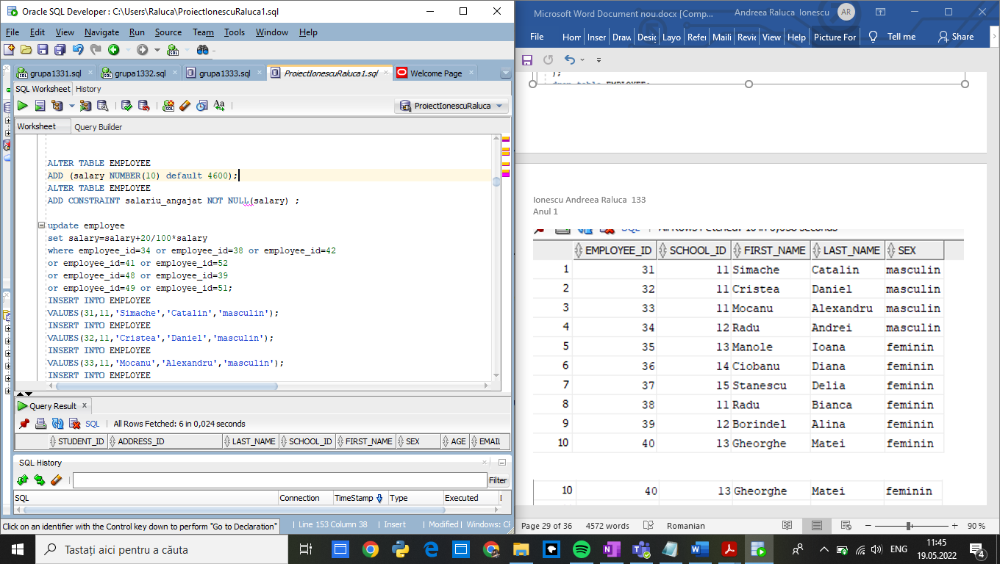 Oracle SQL Developer : C:\Users\Raluca\ProiectIonescuRaluca1.sql
File Edit View Navigate Run Source Team Tools Window Help
grupa1331.sql grupa1332.sql grupa1333.sql ProiectIonescuRaluca1.sql Welcome Page
SQL Worksheet History
ProiectIonescuRaluca
Worksheet Query Builder
ALTER TABLE EMPLOYEE
ADD (salary NUMBER(10) default 4600);
ALTER TABLE EMPLOYEE
ADD CONSTRAINT salariu_angajat NOT NULL(salary) ;
update employee
set salary=salary+20/100*salary
where employee_id=34 or employee_id=38 or employee_id=42
or employee_id=41 or employee_id=52
or employee_id=48 or employee_id=39
or employee_id=49 or employee_id=51;
INSERT INTO EMPLOYEE
VALUES(31,11,'Simache','Catalin','masculin');
INSERT INTO EMPLOYEE
VALUES(32,11,'Cristea','Daniel','masculin');
INSERT INTO EMPLOYEE
VALUES(33,11,'Mocanu','Alexandru','masculin');
INSERT INTO EMPLOYEE
Query Result x
SQL | All Rows Fetched: 6 in 0,024 seconds
STUDENT_ID ADDRESS_ID LAST_NAME SCHOOL_ID FIRST_NAME SEX AGE EMAIL
SQL History
Filter
SQL Connection TimeStamp Type Executed
Click on an identifier with the Control key down to perform "Go to Declaration" | Line 153 Column 38 | Insert | Modified | Windows: CF
Microsoft Word Document nou.docx [Comp... Andreea Raluca Ionescu AR
File Hom Inser Draw Desig Layo Refer Maili Revie View Help Picture For Tell me Share
);
drop table EMPLOYEE;
Ionescu Andreea Raluca 133
Anul 1
SQL | All Rows Fetched: 16 in 0,038 seconds
EMPLOYEE_ID SCHOOL_ID FIRST_NAME LAST_NAME SEX
1 31 11 Simache Catalin masculin
2 32 11 Cristea Daniel masculin
3 33 11 Mocanu Alexandru masculin
4 34 12 Radu Andrei masculin
5 35 13 Manole Ioana feminin
6 36 14 Ciobanu Diana feminin
7 37 15 Stanescu Delia feminin
8 38 11 Radu Bianca feminin
9 39 12 Borindel Alina feminin
10 40 13 Gheorghe Matei feminin
10 40 13 Gheorghe Matei feminin
Page 29 of 36 4572 words Romanian 90 %
Tastați aici pentru a căuta
ENG 11:45 19.05.2022 4